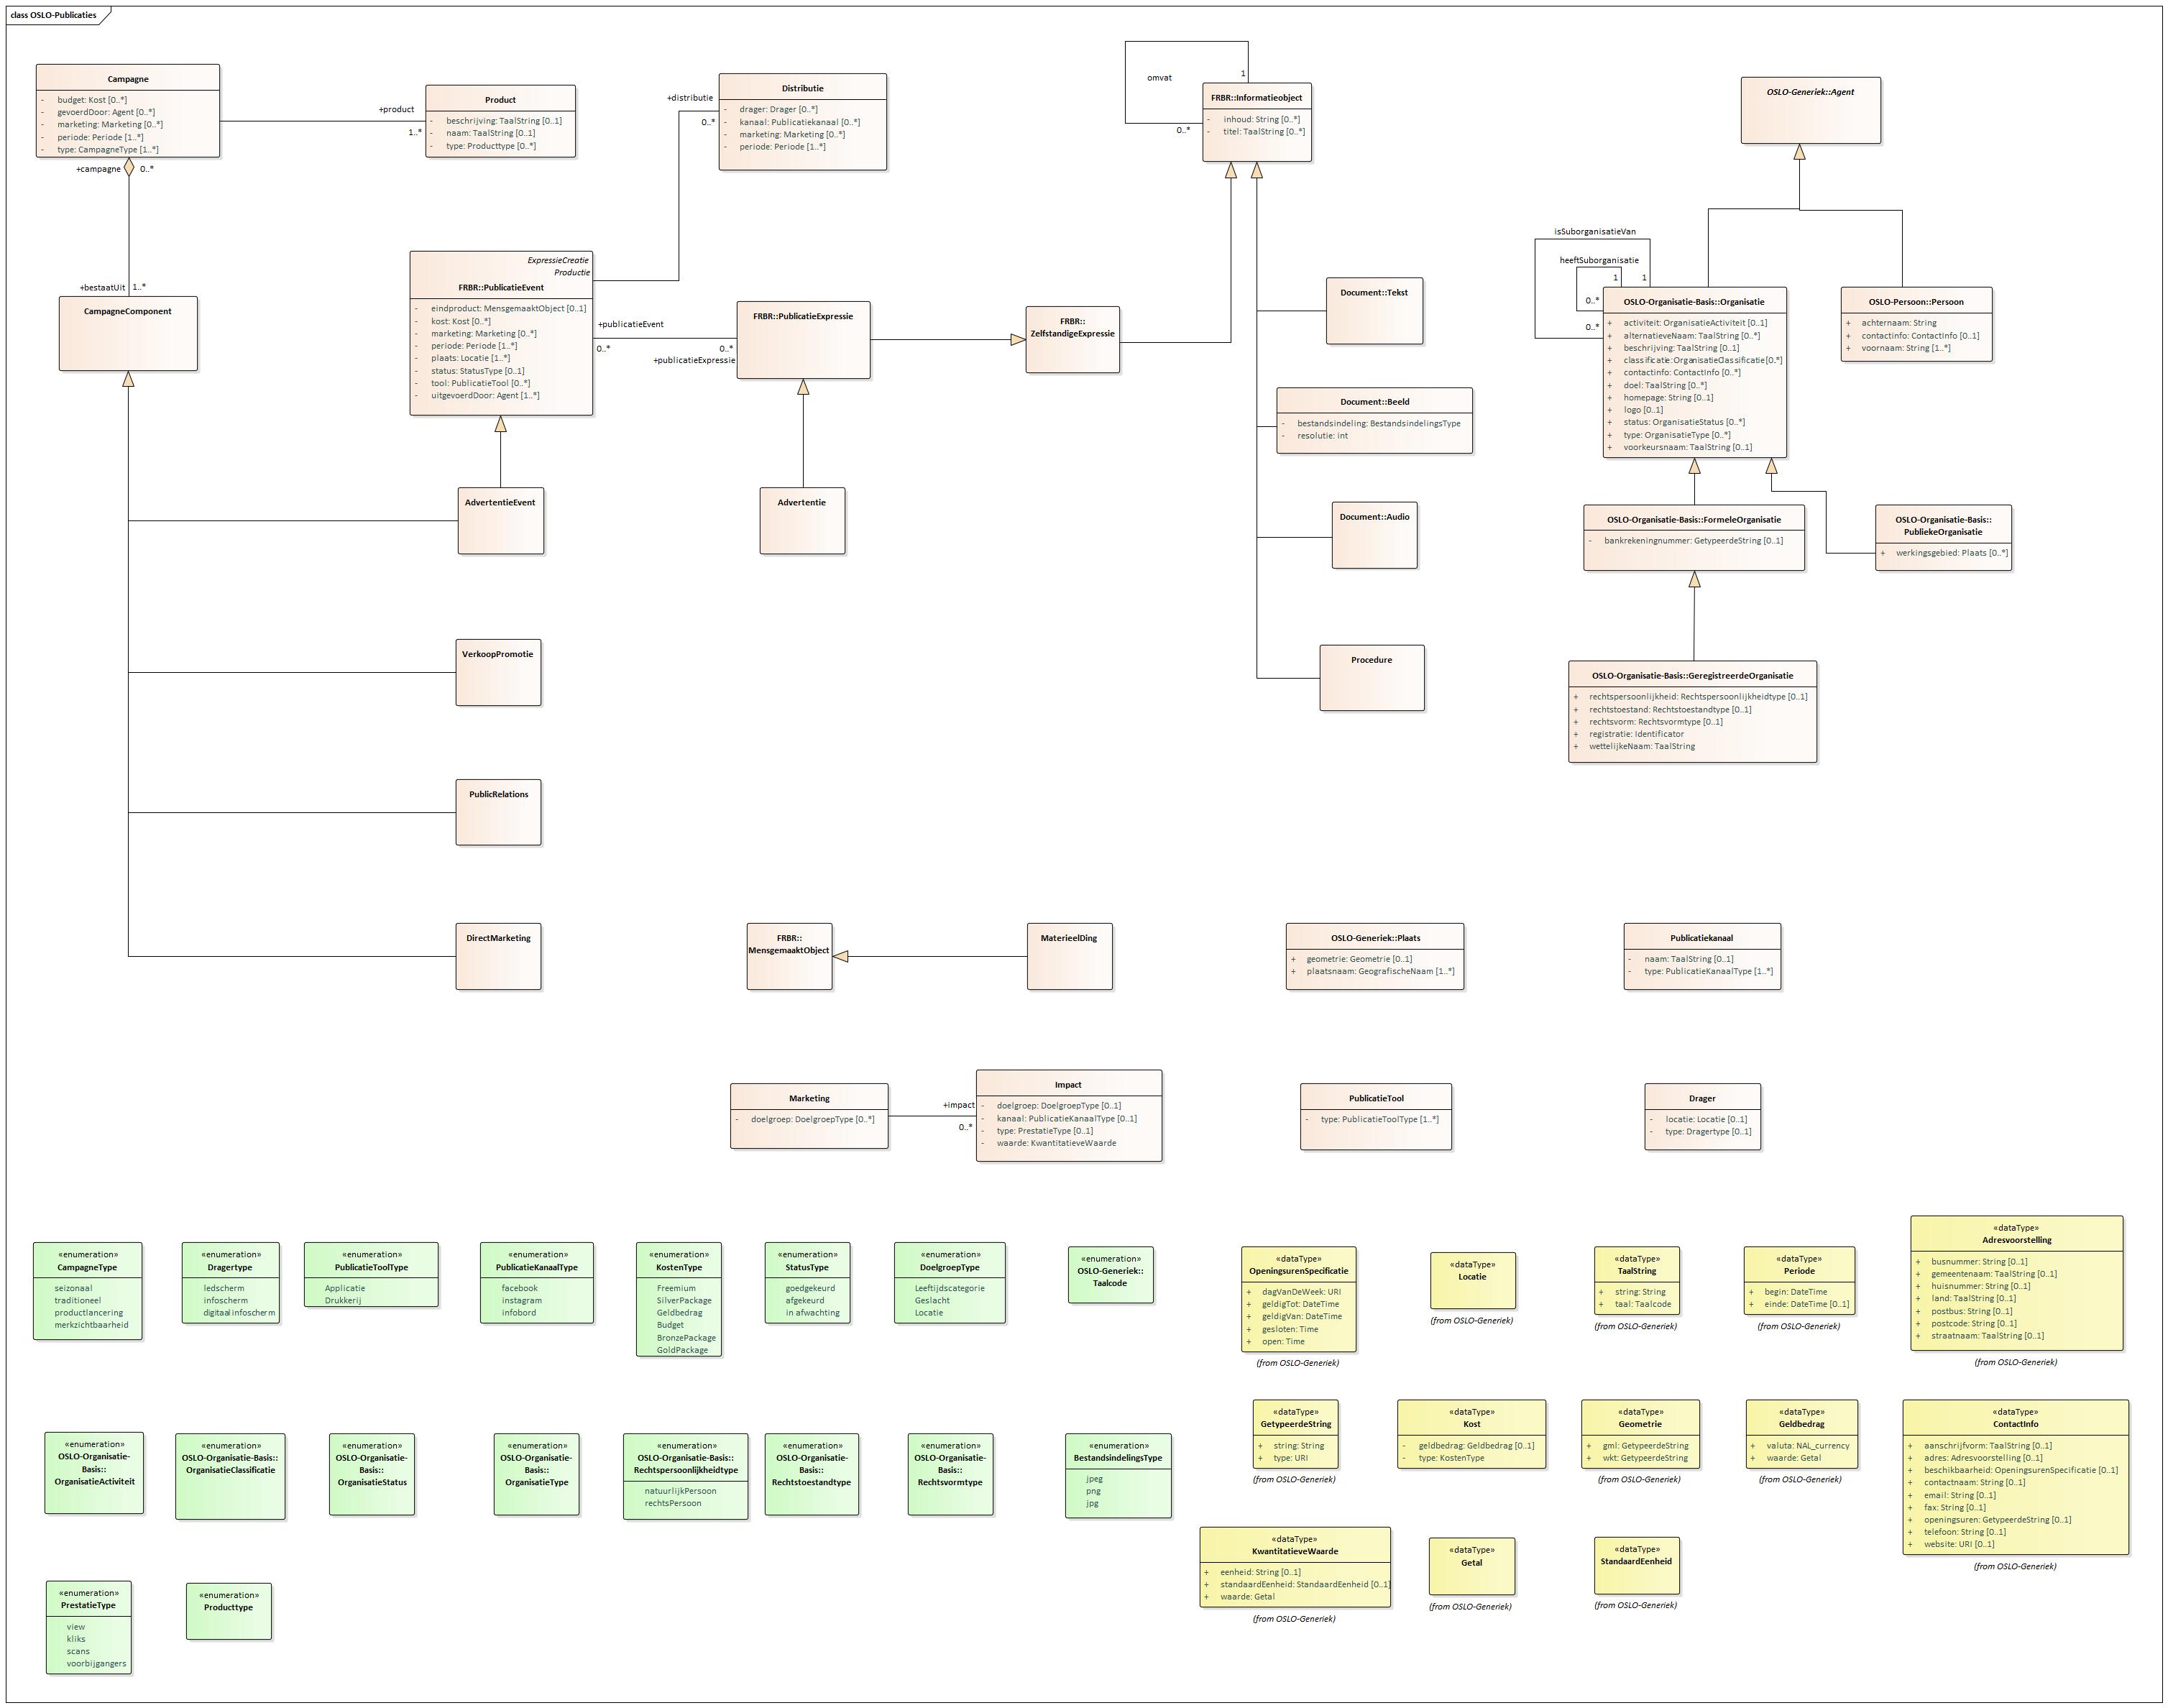 class OSLO-Publicaties
Campagne
- budget: Kost [0..*]
- gevoerdDoor: Agent [0..*]
- marketing: Marketing [0..*]
- periode: Periode [1..*]
- type: CampagneType [1..*]
+product
1..*
Product
- beschrijving: TaalString [0..1]
- naam: TaalString [0..1]
- type: Producttype [0..*]
+distributie
0..*
Distributie
- drager: Drager [0..*]
- kanaal: Publicatiekanaal [0..*]
- marketing: Marketing [0..*]
- periode: Periode [1..*]
omvat
1
0..*
FRBR::Informatieobject
- inhoud: String [0..*]
- titel: TaalString [0..*]
OSLO-Generiek::Agent
+campagne
0..*
+bestaatUit
1..*
CampagneComponent
ExpressieCreatie
Productie
FRBR::PublicatieEvent
- eindproduct: MensgemaaktObject [0..1]
- kost: Kost [0..*]
- marketing: Marketing [0..*]
- periode: Periode [1..*]
- plaats: Locatie [1..*]
- status: StatusType [0..1]
- tool: PublicatieTool [0..*]
- uitgevoerdDoor: Agent [1..*]
+publicatieEvent
0..*
0..*
+publicatieExpressie
FRBR::PublicatieExpressie
FRBR::
ZelfstandigeExpressie
Document::Tekst
Document::Beeld
- bestandsindeling: BestandsindelingsType
- resolutie: int
Document::Audio
Procedure
isSuborganisatieVan
heeftSuborganisatie
1
1
0..*
0..*
OSLO-Organisatie-Basis::Organisatie
+ activiteit: OrganisatieActiviteit [0..1]
+ alternatieveNaam: TaalString [0..*]
+ beschrijving: TaalString [0..1]
+ classificatie: OrganisatieClassificatie [0..*]
+ contactinfo: ContactInfo [0..*]
+ doel: TaalString [0..*]
+ homepage: String [0..1]
+ logo [0..1]
+ status: OrganisatieStatus [0..*]
+ type: OrganisatieType [0..*]
+ voorkeursnaam: TaalString [0..1]
OSLO-Persoon::Persoon
+ achternaam: String
+ contactinfo: ContactInfo [0..1]
+ voornaam: String [1..*]
AdvertentieEvent
Advertentie
OSLO-Organisatie-Basis::FormeleOrganisatie
- bankrekeningnummer: GetypeerdeString [0..1]
OSLO-Organisatie-Basis::
PubliekeOrganisatie
+ werkingsgebied: Plaats [0..*]
VerkoopPromotie
OSLO-Organisatie-Basis::GeregistreerdeOrganisatie
+ rechtspersoonlijkheid: Rechtspersoonlijkheidtype [0..1]
+ rechtstoestand: Rechtstoestandtype [0..1]
+ rechtsvorm: Rechtsvormtype [0..1]
+ registratie: Identificator
+ wettelijkeNaam: TaalString
PublicRelations
DirectMarketing
FRBR::
MensgemaaktObject
MaterieelDing
OSLO-Generiek::Plaats
+ geometrie: Geometrie [0..1]
+ plaatsnaam: GeografischeNaam [1..*]
Publicatiekanaal
- naam: TaalString [0..1]
- type: PublicatieKanaalType [1..*]
Marketing
- doelgroep: DoelgroepType [0..*]
+impact
0..*
Impact
- doelgroep: DoelgroepType [0..1]
- kanaal: PublicatieKanaalType [0..1]
- type: PrestatieType [0..1]
- waarde: KwantitatieveWaarde
PublicatieTool
- type: PublicatieToolType [1..*]
Drager
- locatie: Locatie [0..1]
- type: Dragertype [0..1]
«enumeration»
CampagneType
seizonaal
traditioneel
productlancering
merkzichtbaarheid
«enumeration»
Dragertype
ledscherm
infoscherm
digitaal infoscherm
«enumeration»
PublicatieToolType
Applicatie
Drukkerij
«enumeration»
PublicatieKanaalType
facebook
instagram
infobord
«enumeration»
KostenType
Freemium
SilverPackage
Geldbedrag
Budget
BronzePackage
GoldPackage
«enumeration»
StatusType
goedgekeurd
afgekeurd
in afwachting
«enumeration»
DoelgroepType
Leeftijdscategorie
Geslacht
Locatie
«enumeration»
OSLO-Generiek::
Taalcode
«dataType»
OpeningsurenSpecificatie
+ dagVanDeWeek: URI
+ geldigTot: DateTime
+ geldigVan: DateTime
+ gesloten: Time
+ open: Time
(from OSLO-Generiek)
«dataType»
Locatie
(from OSLO-Generiek)
«dataType»
TaalString
+ string: String
+ taal: Taalcode
(from OSLO-Generiek)
«dataType»
Periode
+ begin: DateTime
+ einde: DateTime [0..1]
(from OSLO-Generiek)
«dataType»
Adresvoorstelling
+ busnummer: String [0..1]
+ gemeentenaam: TaalString [0..1]
+ huisnummer: String [0..1]
+ land: TaalString [0..1]
+ postbus: String [0..1]
+ postcode: String [0..1]
+ straatnaam: TaalString [0..1]
(from OSLO-Generiek)
«enumeration»
OSLO-Organisatie-
Basis::
OrganisatieActiviteit
«enumeration»
OSLO-Organisatie-Basis::
OrganisatieClassificatie
«enumeration»
OSLO-Organisatie-
Basis::
OrganisatieStatus
«enumeration»
OSLO-Organisatie-
Basis::
OrganisatieType
«enumeration»
OSLO-Organisatie-Basis::
Rechtspersoonlijkheidtype
natuurlijkPersoon
rechtsPersoon
«enumeration»
OSLO-Organisatie-
Basis::
Rechtstoestandtype
«enumeration»
OSLO-Organisatie-
Basis::
Rechtsvormtype
«enumeration»
BestandsindelingsType
jpeg
png
jpg
«dataType»
GetypeerdeString
+ string: String
+ type: URI
(from OSLO-Generiek)
«dataType»
Kost
- geldbedrag: Geldbedrag [0..1]
- type: KostenType
(from OSLO-Generiek)
«dataType»
Geometrie
+ gml: GetypeerdeString
+ wkt: GetypeerdeString
(from OSLO-Generiek)
«dataType»
Geldbedrag
+ valuta: NAL_currency
+ waarde: Getal
(from OSLO-Generiek)
«dataType»
ContactInfo
+ aanschrijfvorm: TaalString [0..1]
+ adres: Adresvoorstelling [0..1]
+ beschikbaarheid: OpeningsurenSpecificatie [0..1]
+ contactnaam: String [0..1]
+ email: String [0..1]
+ fax: String [0..1]
+ openingsuren: GetypeerdeString [0..1]
+ telefoon: String [0..1]
+ website: URI [0..1]
(from OSLO-Generiek)
«enumeration»
PrestatieType
view
kliks
scans
voorbijgangers
«enumeration»
Producttype
«dataType»
KwantitatieveWaarde
+ eenheid: String [0..1]
+ standaardEenheid: StandaardEenheid [0..1]
+ waarde: Getal
(from OSLO-Generiek)
«dataType»
Getal
(from OSLO-Generiek)
«dataType»
StandaardEenheid
(from OSLO-Generiek)